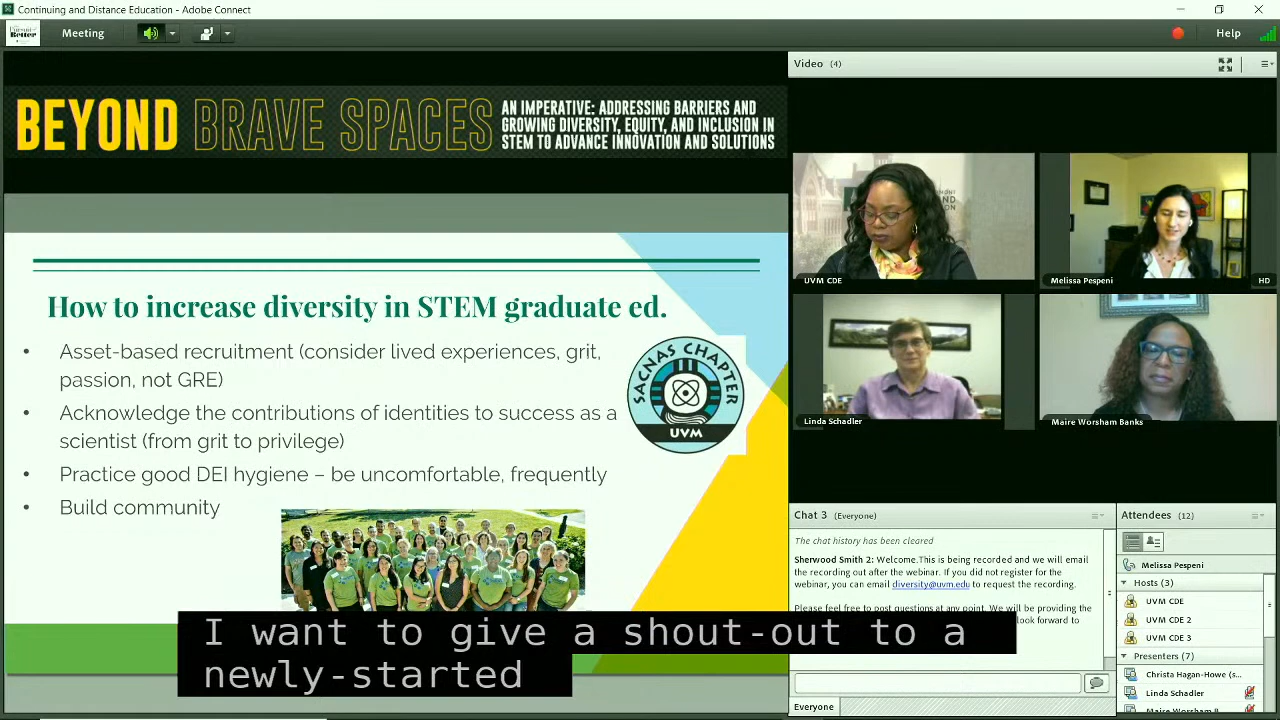 Continuing and Distance Education - Adobe Connect
Meeting
Help
BEYOND BRAVE SPACES
AN IMPERATIVE: ADDRESSING BARRIERS AND
GROWING DIVERSITY, EQUITY, AND INCLUSION IN
STEM TO ADVANCE INNOVATION AND SOLUTIONS
How to increase diversity in STEM graduate ed.
• Asset-based recruitment (consider lived experiences, grit,
passion, not GRE)
• Acknowledge the contributions of identities to success as a
scientist (from grit to privilege)
• Practice good DEI hygiene – be uncomfortable, frequently
• Build community
SACNAS CHAPTER
UVM
I want to give a shout-out to a
newly-started
Video (4)
UVM CDE
Melissa Pespeni
HD
Linda Schadler
Maire Worsham Banks
Chat 3 (Everyone)
The chat history has been cleared
Sherwood Smith 2: Welcome.This is being recorded and we will email
the recording out after the webinar. If you did not register for the
webinar, you can email diversity@uvm.edu to request the recording.
Please feel free to post questions at any point. We will be providing the
look forward to
Everyone
Attendees (12)
Melissa Pespeni
Hosts (3)
UVM CDE
UVM CDE 2
UVM CDE 3
Presenters (7)
Christa Hagan-Howe (s...
Linda Schadler
Maire Worsham B...